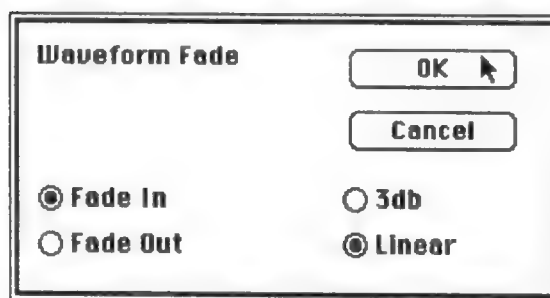 Waveform Fade
OK
Cancel
Fade In
3db
Fade Out
Linear